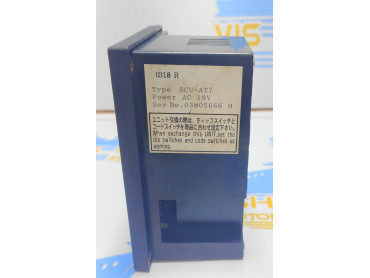 VIS
0318 R
Type SCU-AT7
Power AC 18V
Ser No.03M05666 M
ユニット交換の際は、ディップスイッチと
コードスイッチを現品に合わせ設定下さい。
When exchange this UNIT,set the
dip switches and code switches as